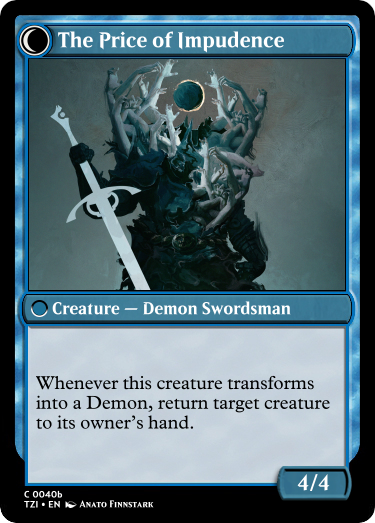 The Price of Impudence
Creature — Demon Swordsman
Whenever this creature transforms
into a Demon, return target creature
to its owner's hand.
4/4
C 0040b
TZI • EN Anato Finnstark